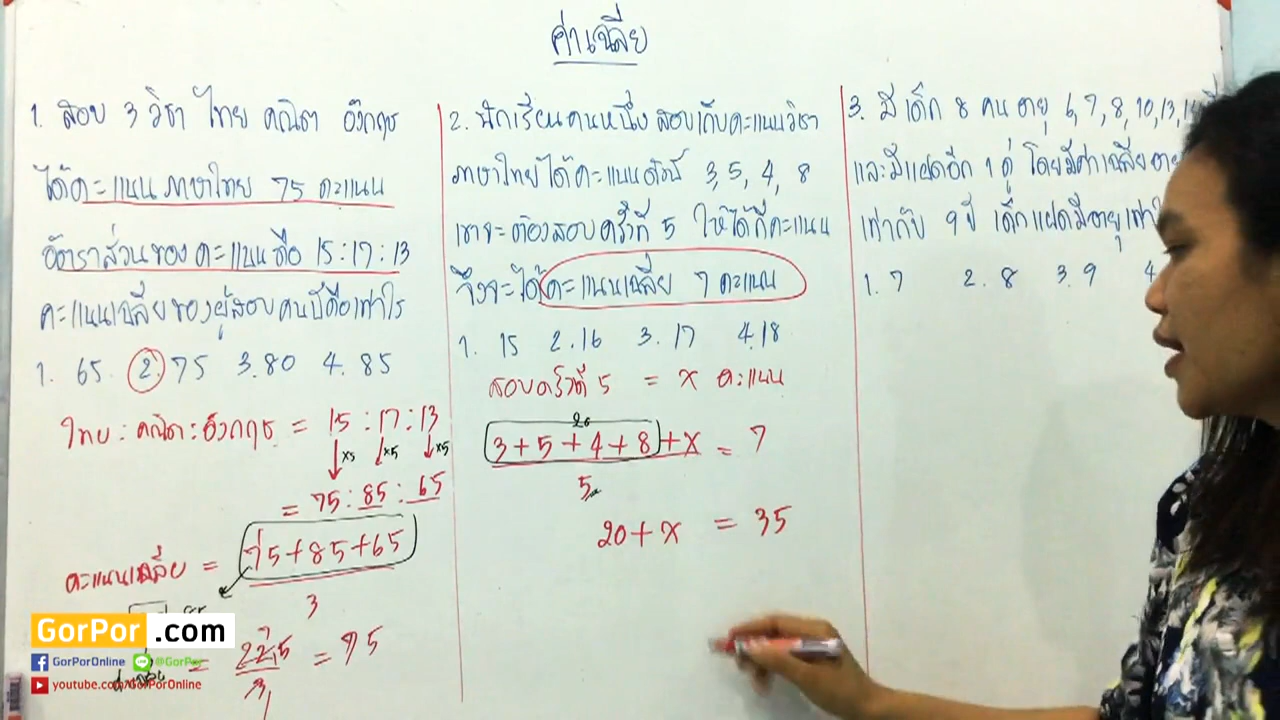 ค่าเฉลี่ย
1. สอบ 3 วิชา ไทย คณิตฯ อังกฤษ
ได้คะแนนภาษาไทย 75 คะแนน
อัตราส่วนของคะแนนคือ 15:17:13
คะแนนเฉลี่ยของผู้สอบคนนี้คือเท่าไร
1. 65 2. 75 3. 80 4. 85
ไทย : คณิต : อังกฤษ = 15 : 17 : 13
x5 x5 x5
= 75 : 85 : 65
คะแนนเฉลี่ย = 75+85+65
3
= 225 = 75
3
2. นักเรียนคนหนึ่งสอบเก็บคะแนนวิชา
ภาษาไทยได้คะแนนดังนี้ 3, 5, 4, 8
เขาจะต้องสอบครั้งที่ 5 ให้ได้กี่คะแนน
จึงจะได้คะแนนเฉลี่ย 7 คะแนน
1. 15 2. 16 3. 17 4. 18
สอบครั้งที่ 5 = x คะแนน
20
3+5+4+8+x = 7
5
20+x = 35
3. มีเด็ก 8 คน อายุ 6, 7, 8, 10, 13,
และมีแฝดอีก 1 คู่ โดยมีค่าเฉลี่ยอายุ
เท่ากับ 9 ปี เด็กแฝดมีอายุ
1. 7 2. 8 3. 9 4.
GorPor.com
GorPorOnline @GorPor
youtube.com/GorPorOnline